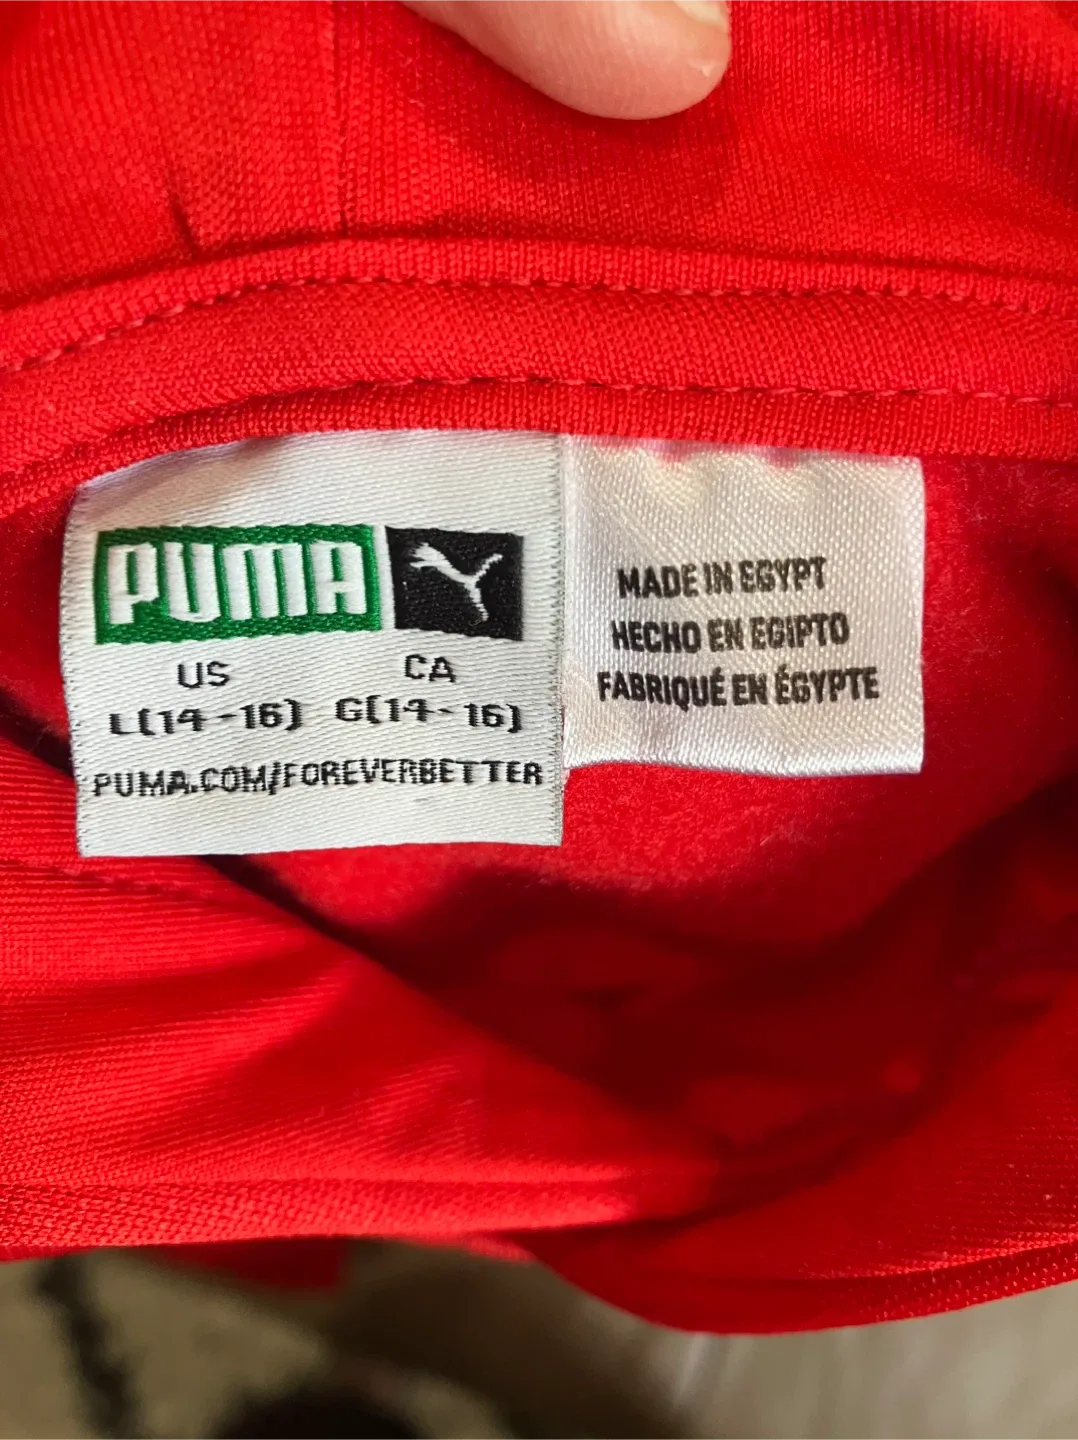 PUMA
US CA
L(14-16) G(14-16)
PUMA.COM/FOREVERBETTER
MADE IN EGYPT
HECHO EN EGIPTO
FABRIQUÉ EN ÉGYPTE